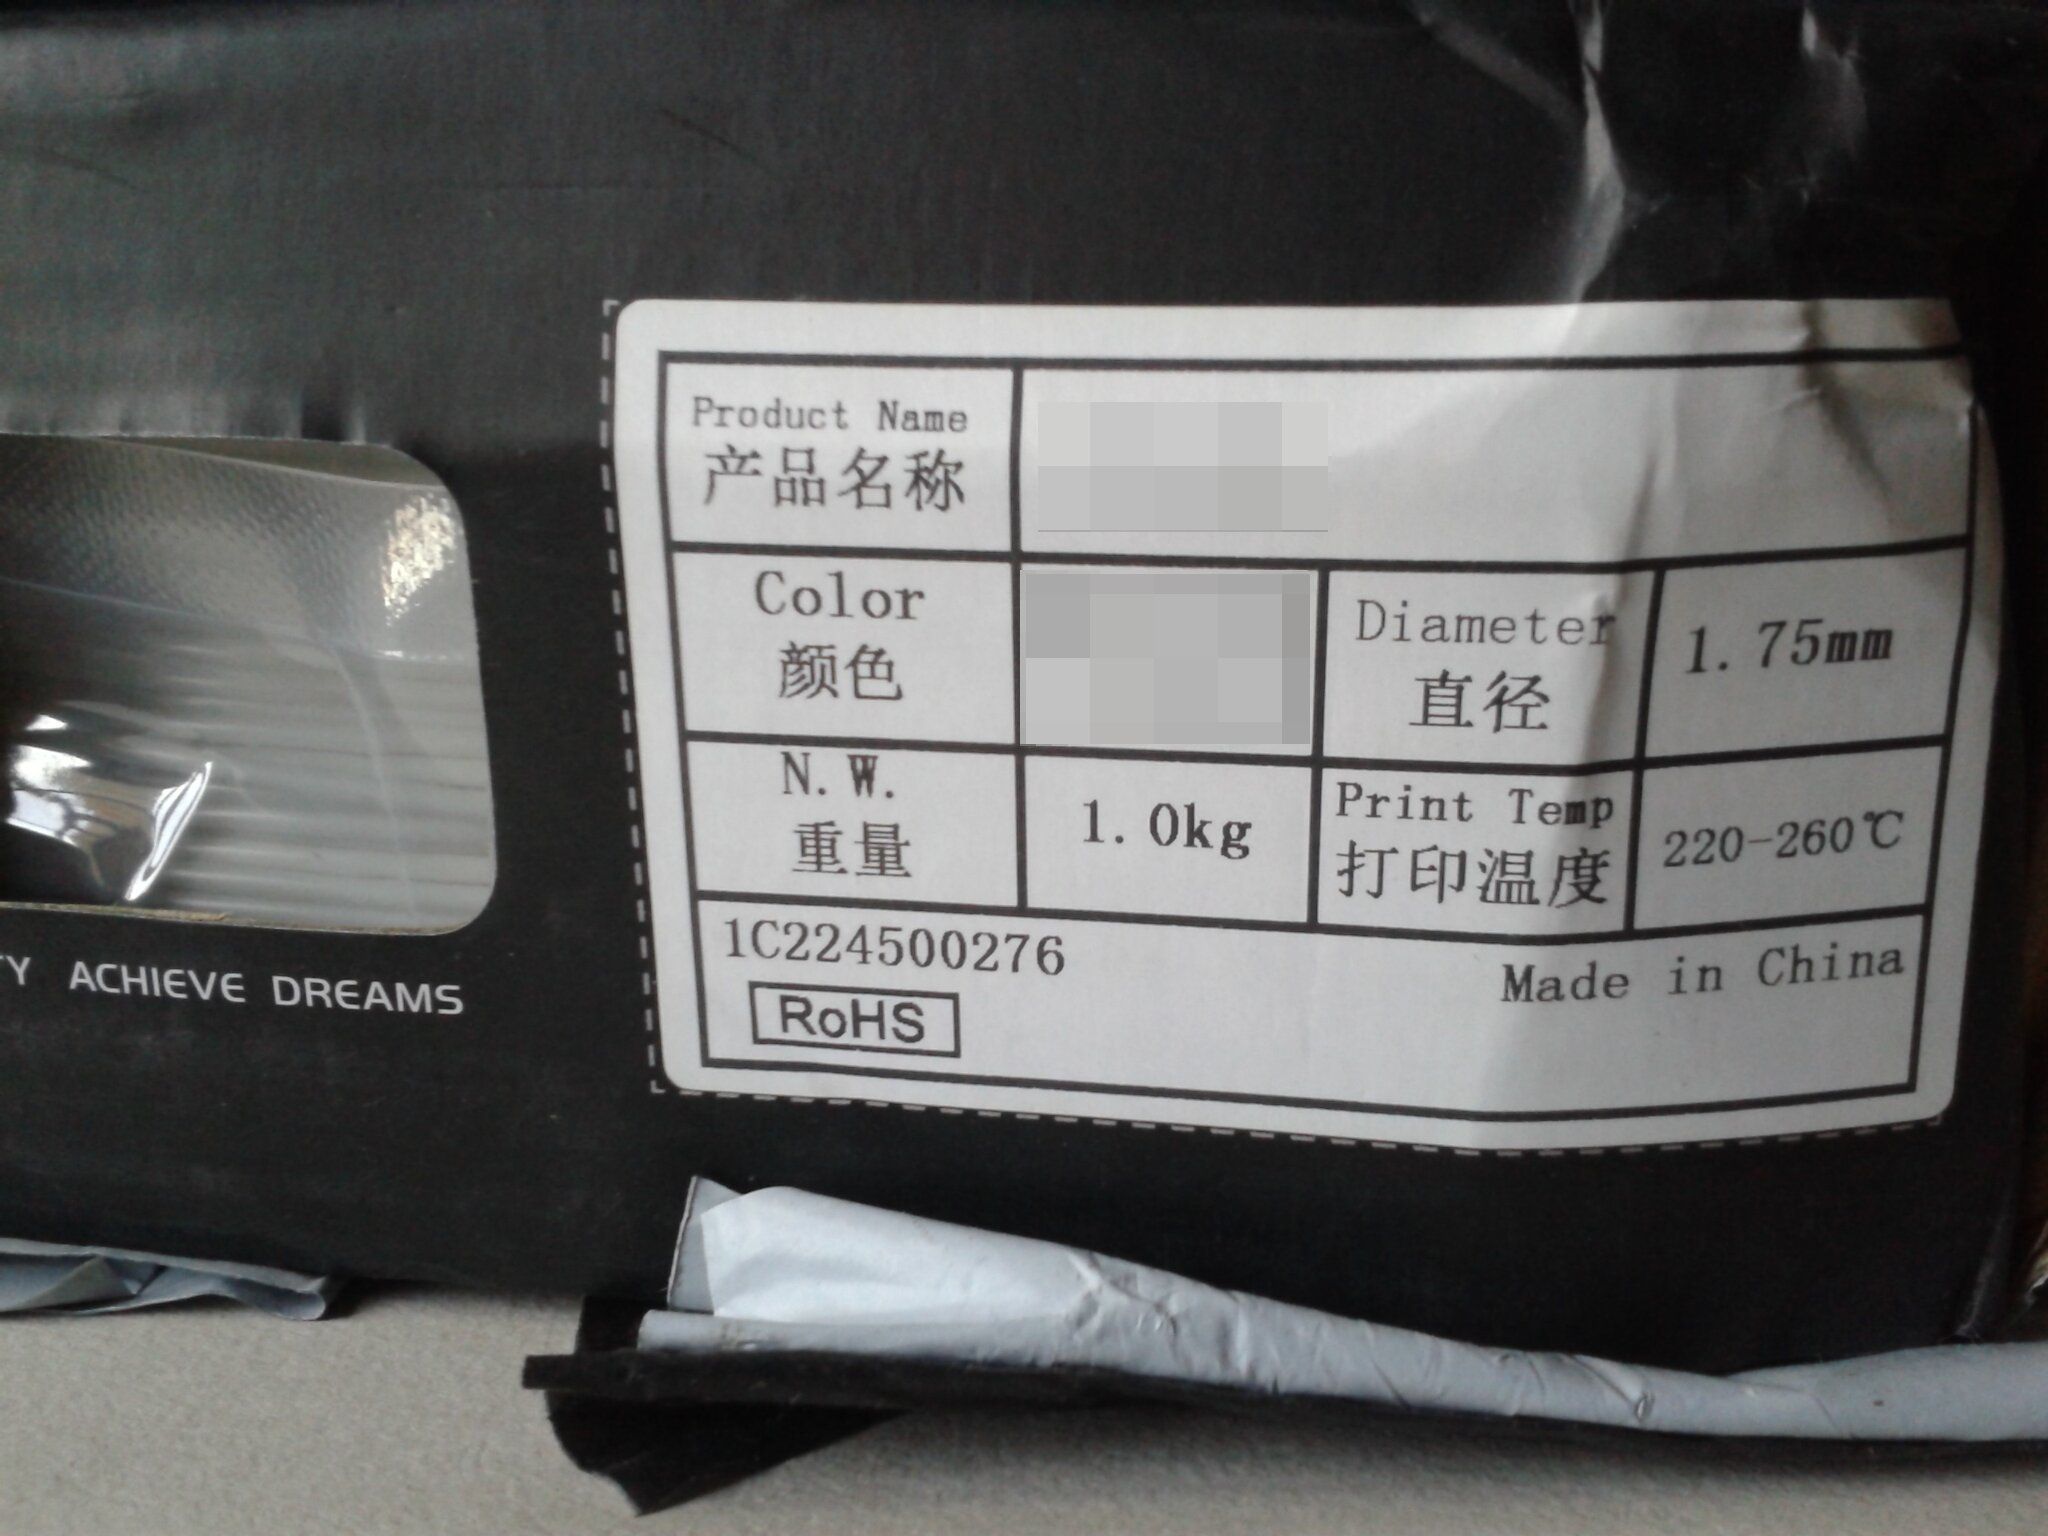 Product Name
产品名称
Color
颜色
Diameter
直径
1.75mm
N.W.
重量
1.0kg
Print Temp
打印温度
220-260℃
1C224500276
Made in China
RoHS
ACHIEVE DREAMS